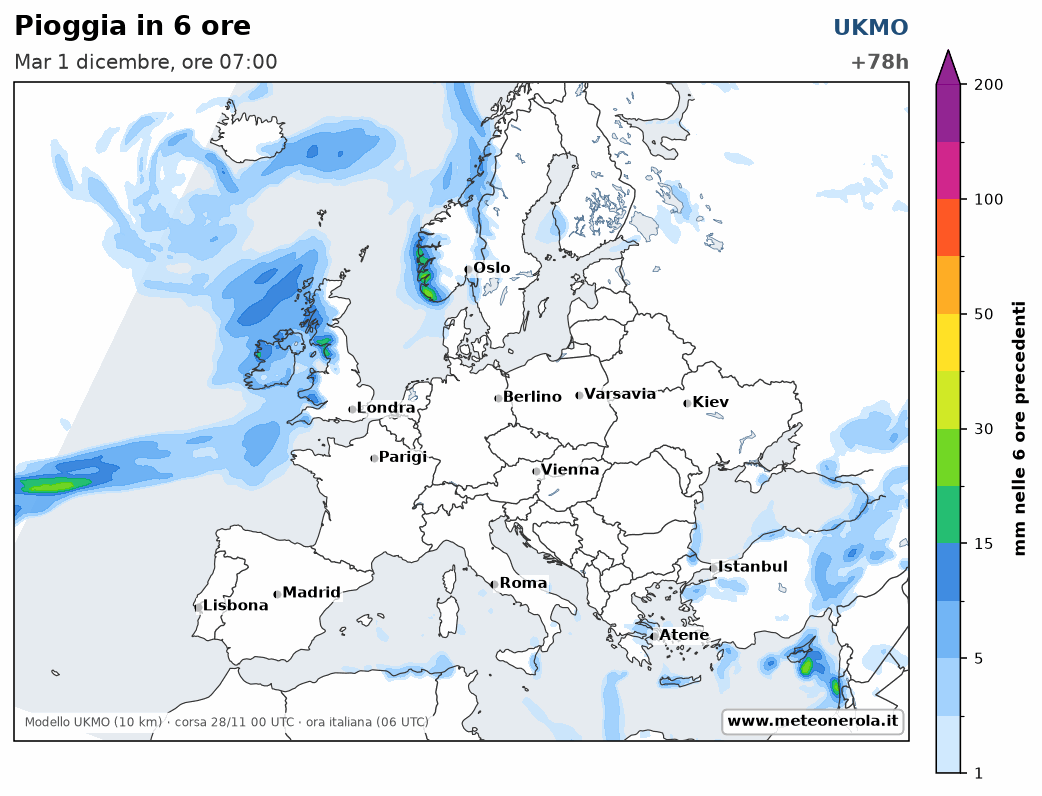 Pioggia in 6 ore
UKMO
Mar 1 dicembre, ore 07:00
+78h
200
100
50
30
15
5
1
mm nelle 6 ore precedenti
Oslo
Berlino
Varsavia
Kiev
Londra
Parigi
Vienna
Istanbul
Roma
Madrid
Lisbona
Atene
Modello UKMO (10 km) · corsa 28/11 00 UTC · ora italiana (06 UTC)
www.meteonerola.it